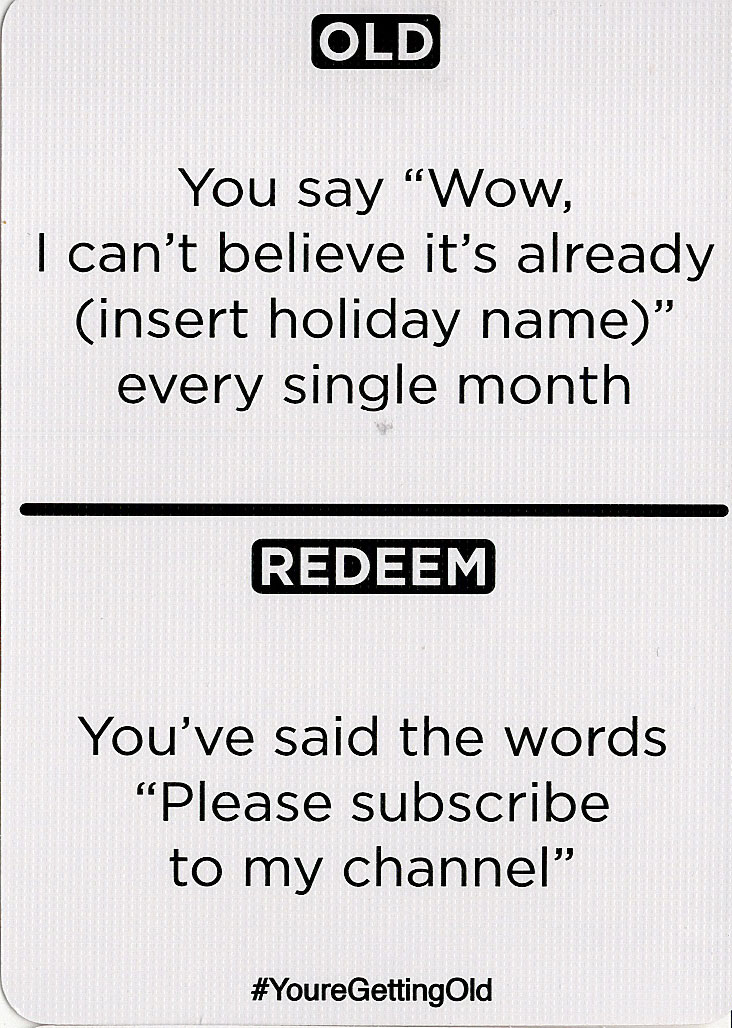 OLD
You say “Wow,
I can’t believe it’s already
(insert holiday name)”
every single month
REDEEM
You’ve said the words
“Please subscribe
to my channel”
#YoureGettingOld